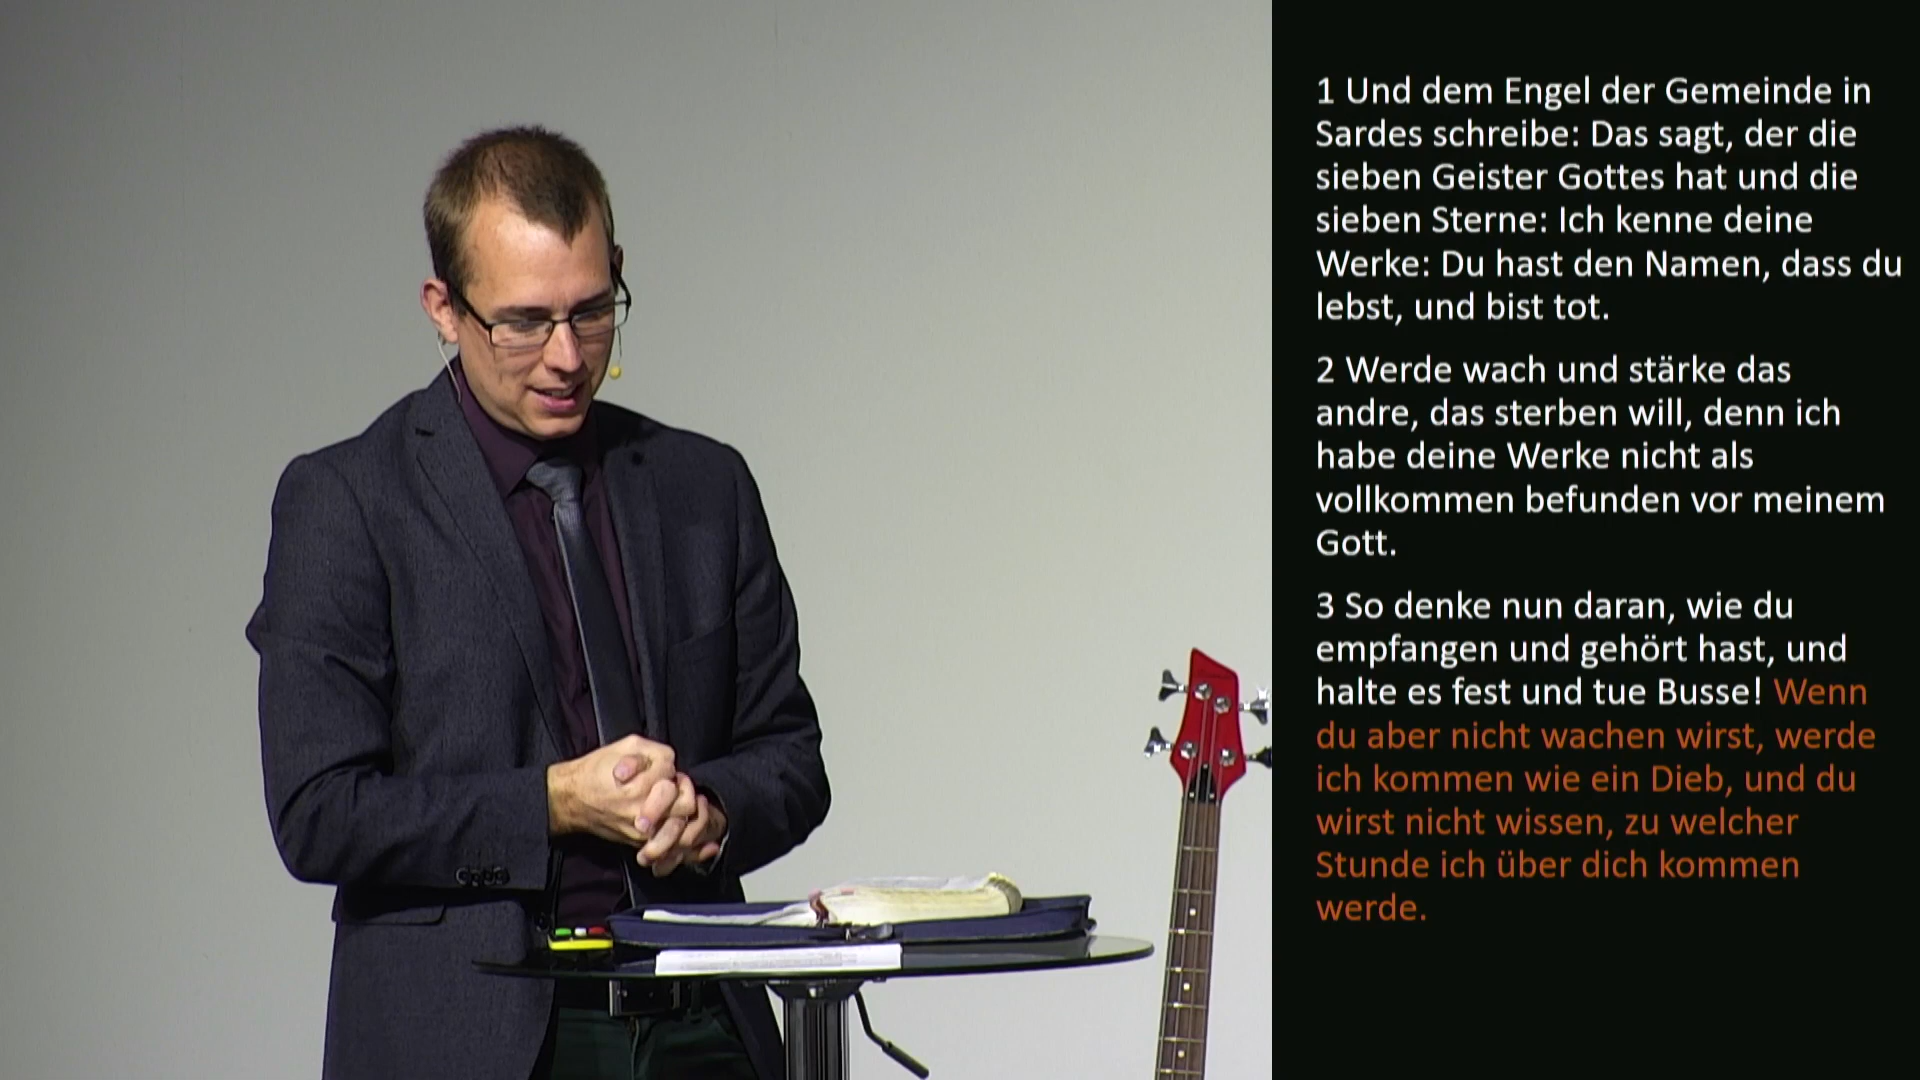 1 Und dem Engel der Gemeinde in
Sardes schreibe: Das sagt, der die
sieben Geister Gottes hat und die
sieben Sterne: Ich kenne deine
Werke: Du hast den Namen, dass du
lebst, und bist tot.
2 Werde wach und stärke das
andre, das sterben will, denn ich
habe deine Werke nicht als
vollkommen befunden vor meinem
Gott.
3 So denke nun daran, wie du
empfangen und gehört hast, und
halte es fest und tue Busse! Wenn
du aber nicht wachen wirst, werde
ich kommen wie ein Dieb, und du
wirst nicht wissen, zu welcher
Stunde ich über dich kommen
werde.